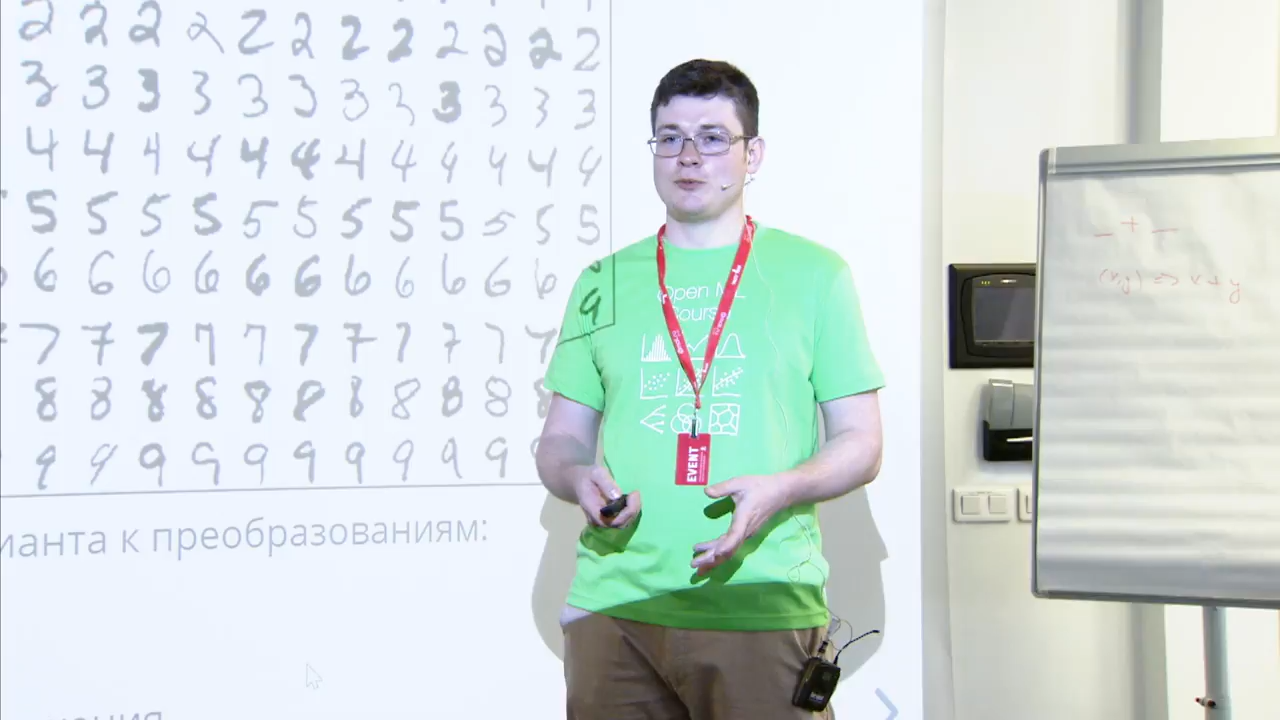 2 2 2 2 2 2 2 2 2 2 2 2
3 3 3 3 3 3 3 3 3 3 3 3
4 4 4 4 4 4 4 4 4 4 4 4
5 5 5 5 5 5 5 5 5 5 5 5
6 6 6 6 6 6 6 6 6 6 6
7 7 7 7 7 7 7 7 7 7 7
8 8 8 8 8 8 8 8 8 8 8
9 9 9 9 9 9 9 9 9 9
9
к преобразованиям:
Open ML
Course
EVENT
- + -
(x,y) => x + y